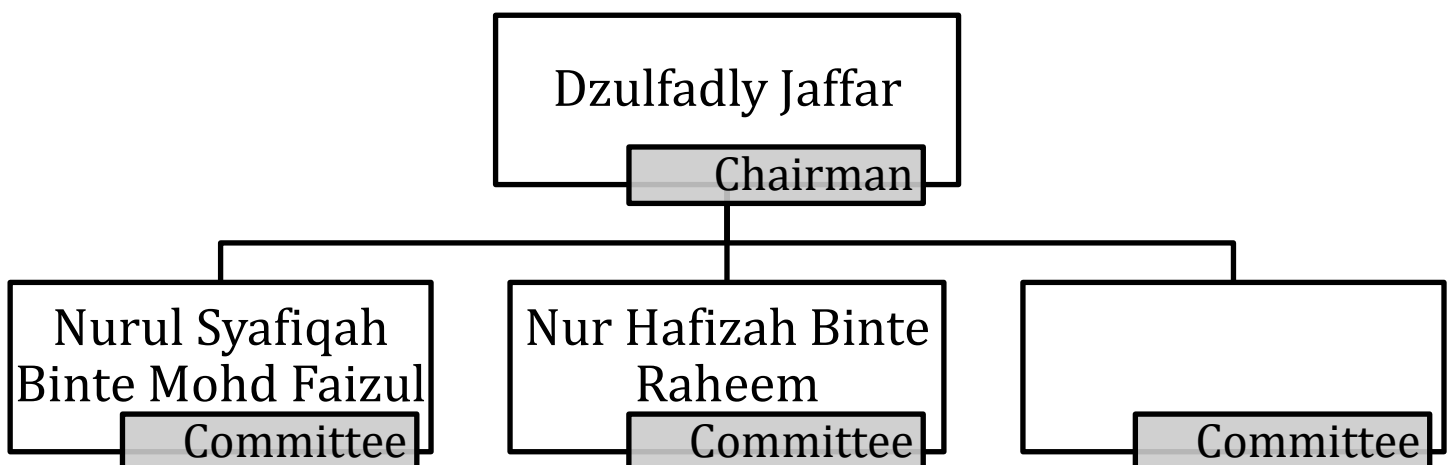 Dzulfadly Jaffar
Chairman
Nurul Syafiqah
Binte Mohd Faizul
Committee
Nur Hafizah Binte
Raheem
Committee
Committee